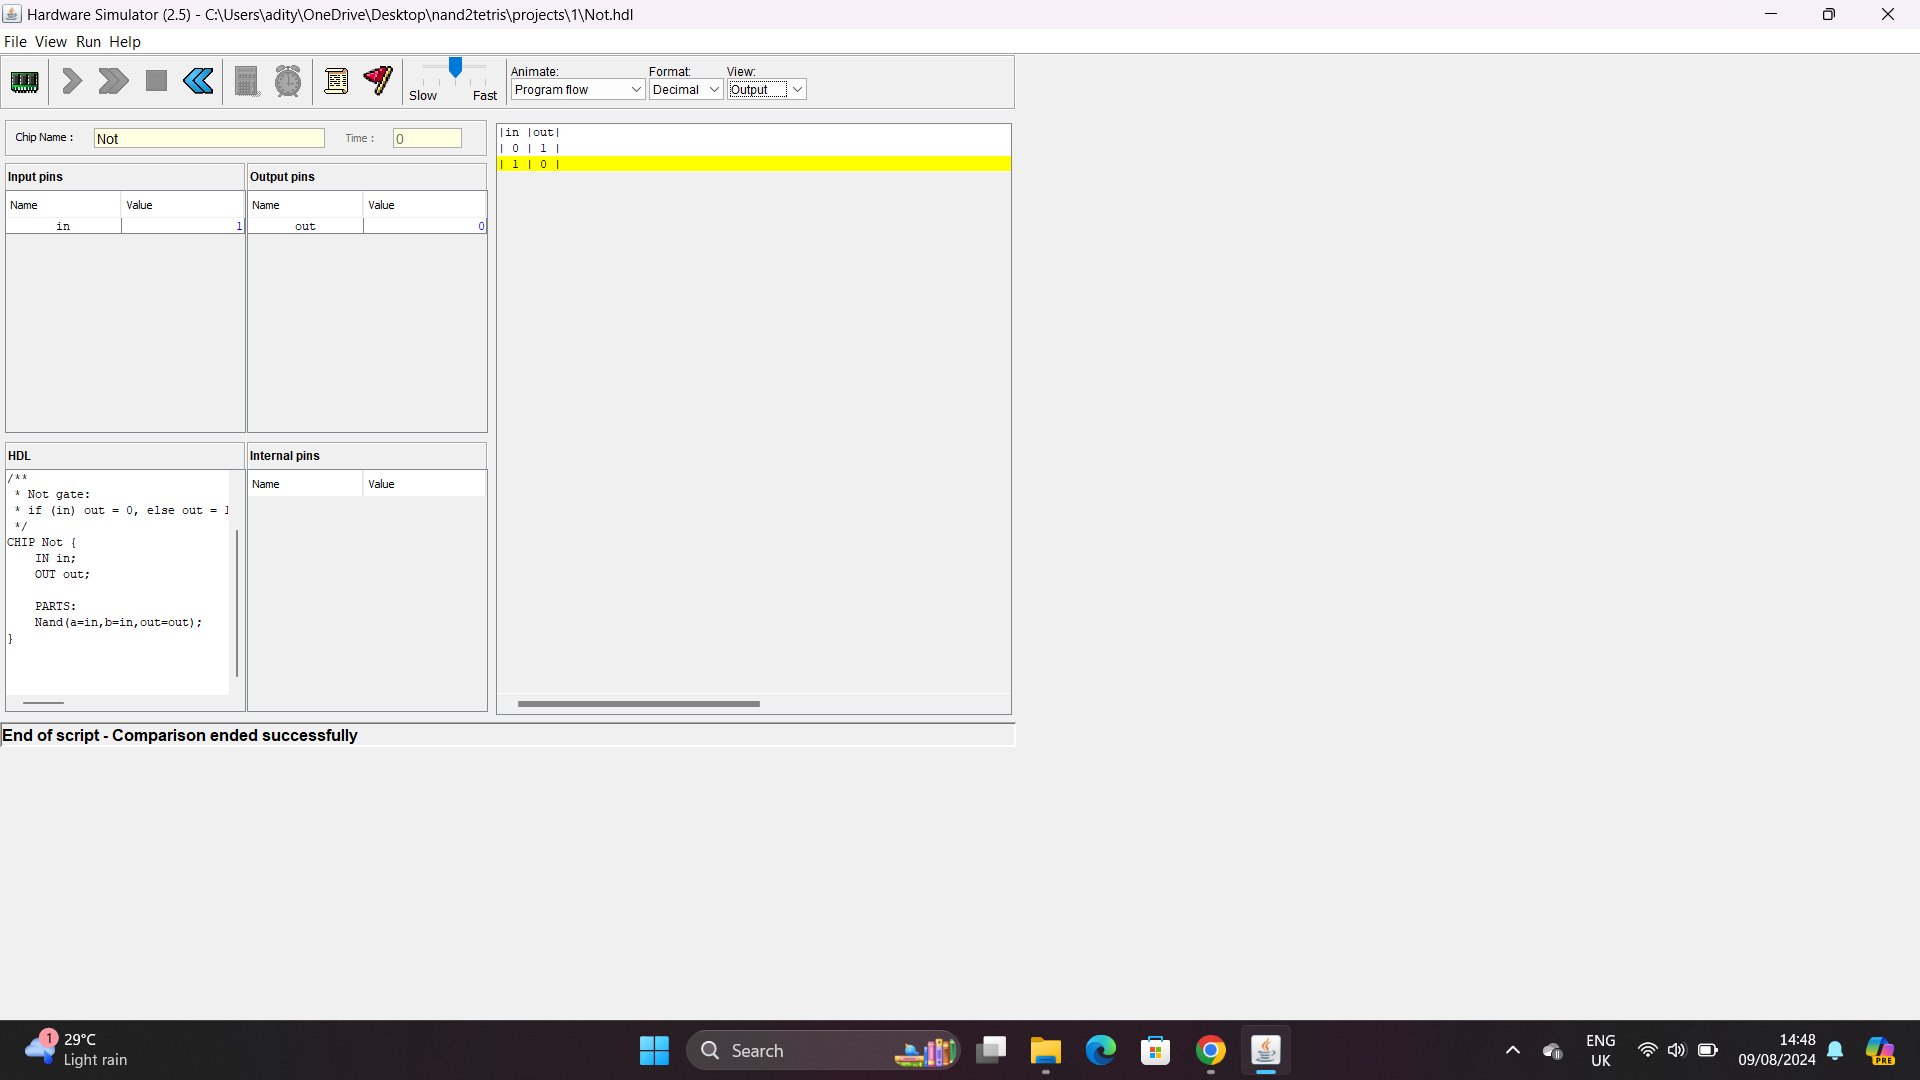 Hardware Simulator (2.5) - C:\Users\adity\OneDrive\Desktop\nand2tetris\projects\1\Not.hdl
File View Run Help
Slow Fast
Animate: Format: View:
Program flow Decimal Output
Chip Name : Not Time : 0
Input pins
Name Value
in 1
Output pins
Name Value
out 0
HDL
/**
 * Not gate:
 * if (in) out = 0, else out = 1
 */
CHIP Not {
    IN in;
    OUT out;
    PARTS:
    Nand(a=in,b=in,out=out);
}
Internal pins
Name Value
|in |out|
| 0 | 1 |
| 1 | 0 |
End of script - Comparison ended successfully
1
29°C
Light rain
Search
PRE
ENG
UK
14:48
09/08/2024